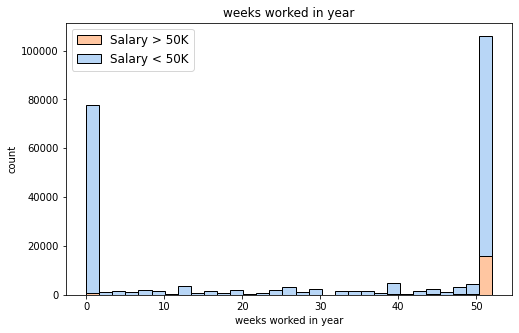 weeks worked in year
Salary > 50K
Salary < 50K
count
100000
80000
60000
40000
20000
0
0 10 20 30 40 50
weeks worked in year